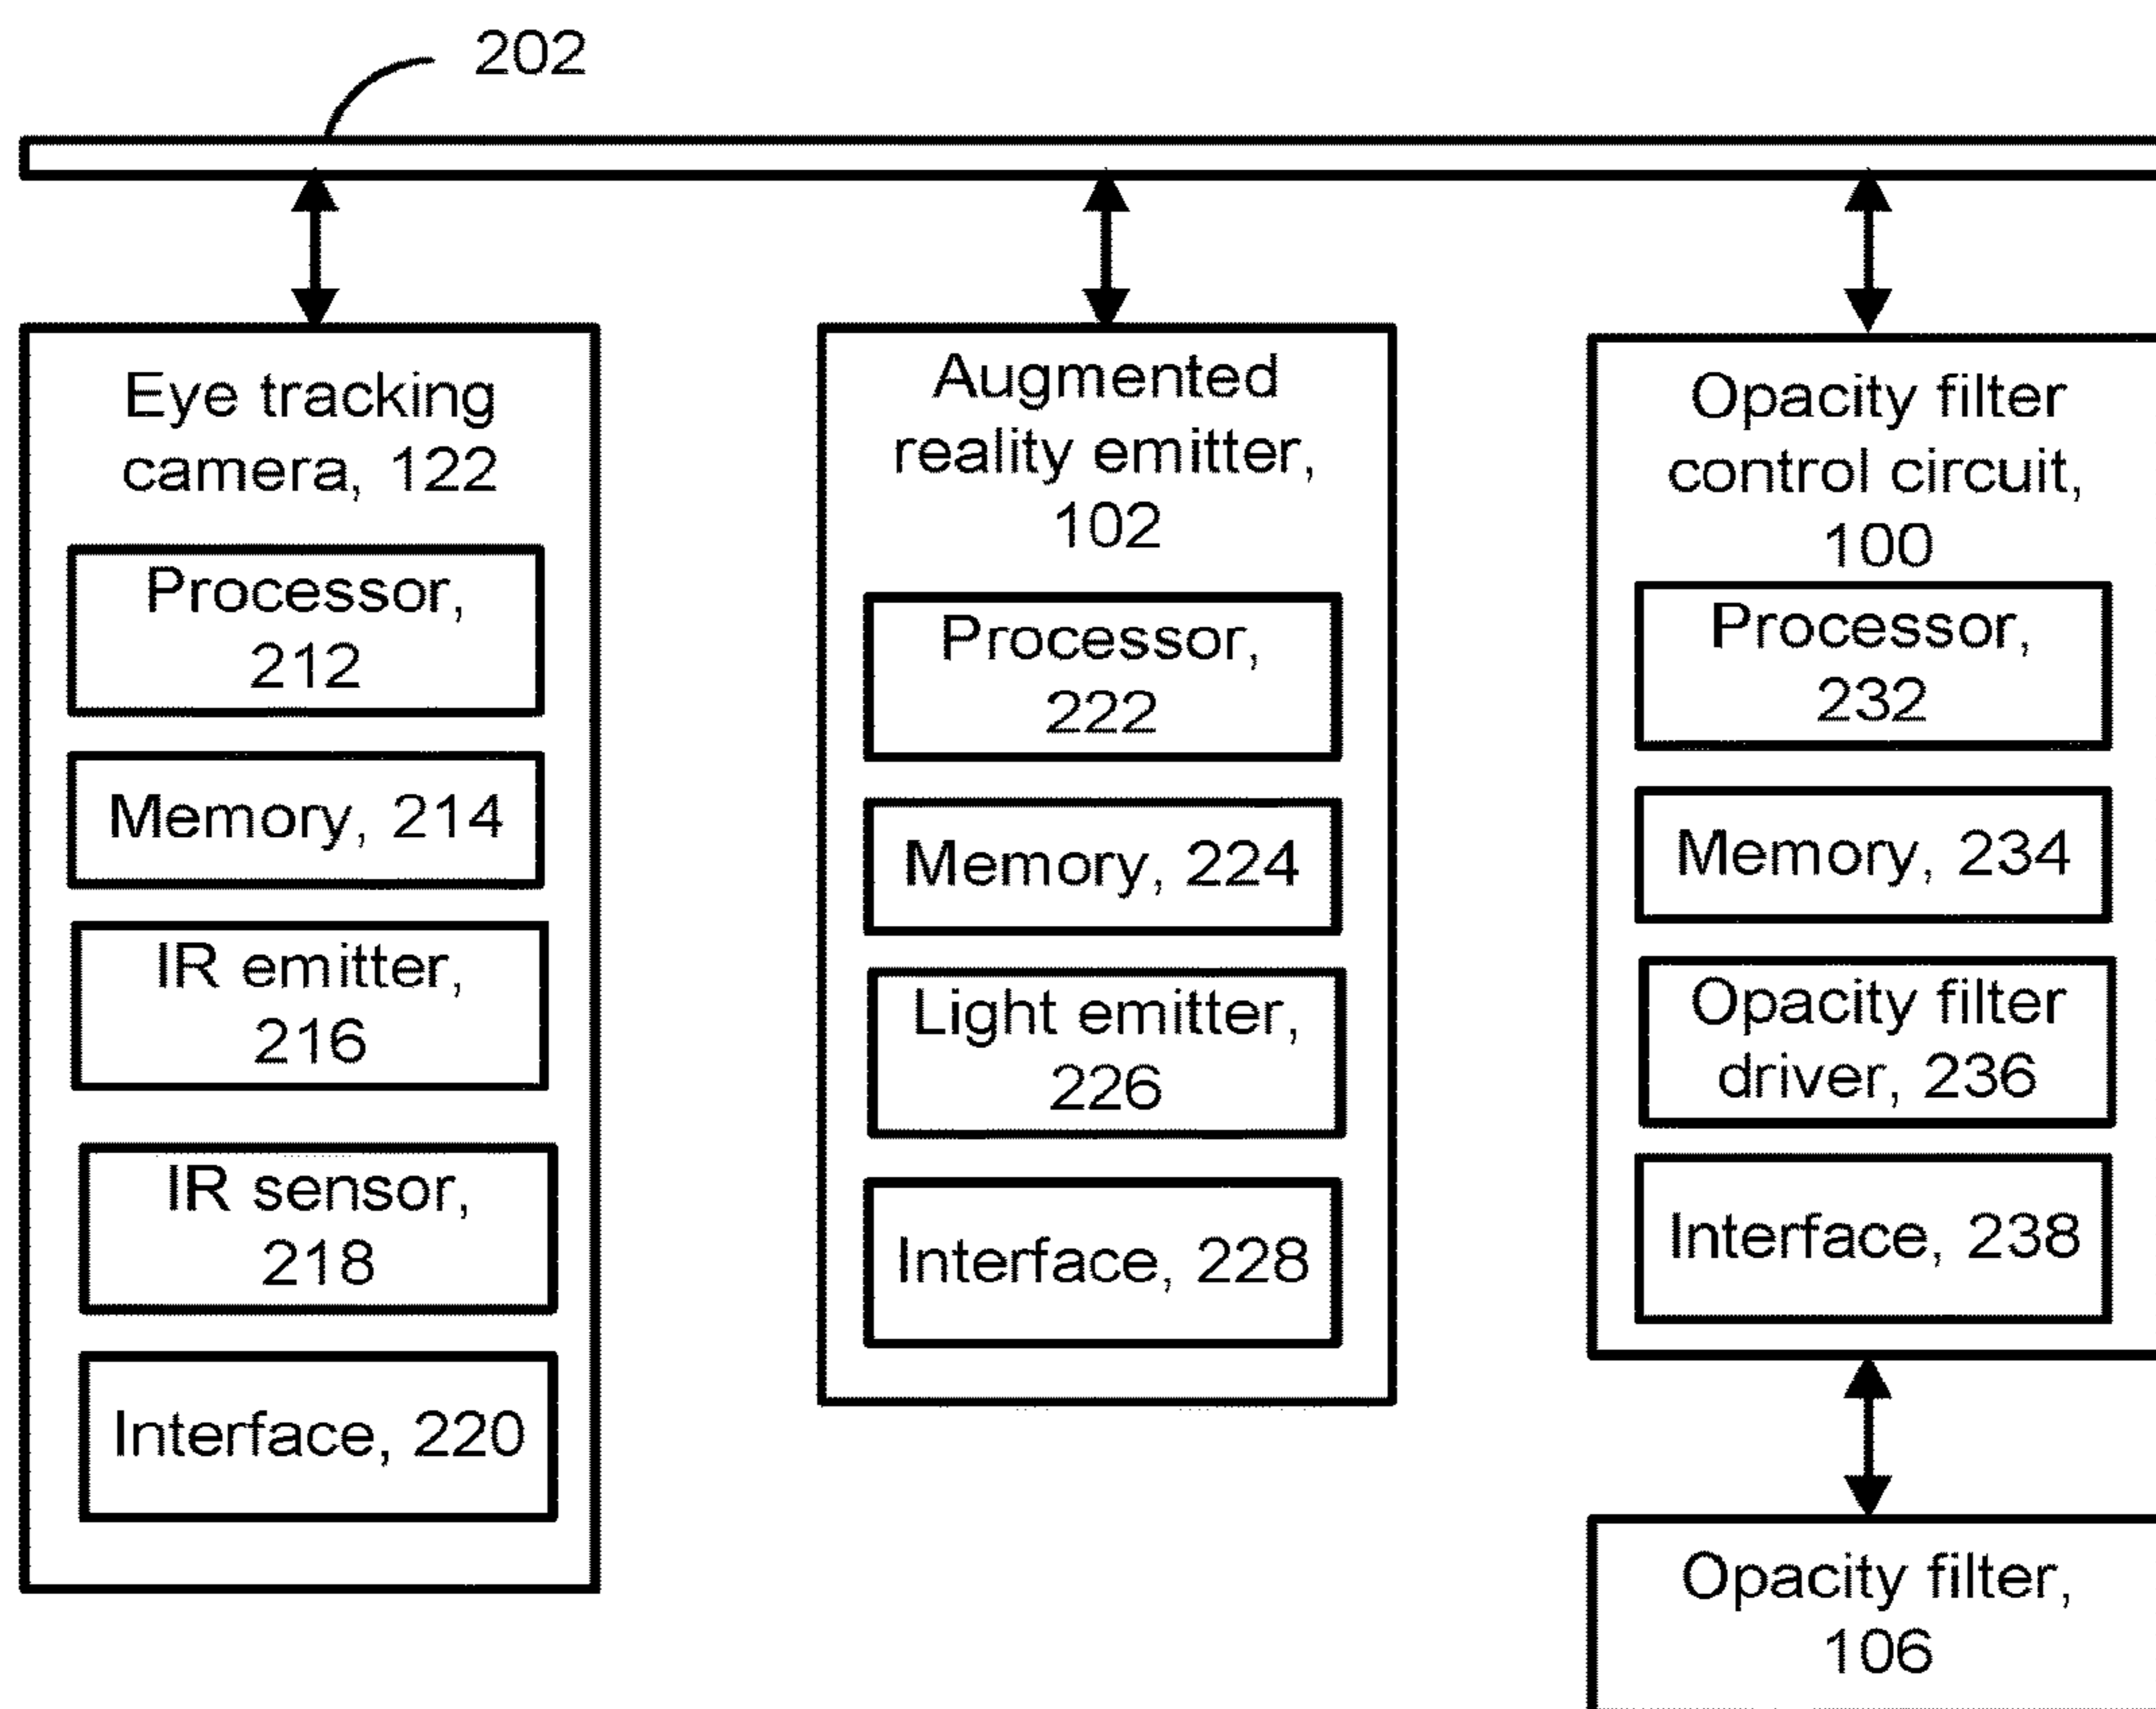 202
Eye tracking
camera, 122
Processor,
212
Memory, 214
IR emitter,
216
IR sensor,
218
Interface, 220
Augmented
reality emitter,
102
Processor,
222
Memory, 224
Light emitter,
226
Interface, 228
Opacity filter
control circuit,
100
Processor,
232
Memory, 234
Opacity filter
driver, 236
Interface, 238
Opacity filter,
106